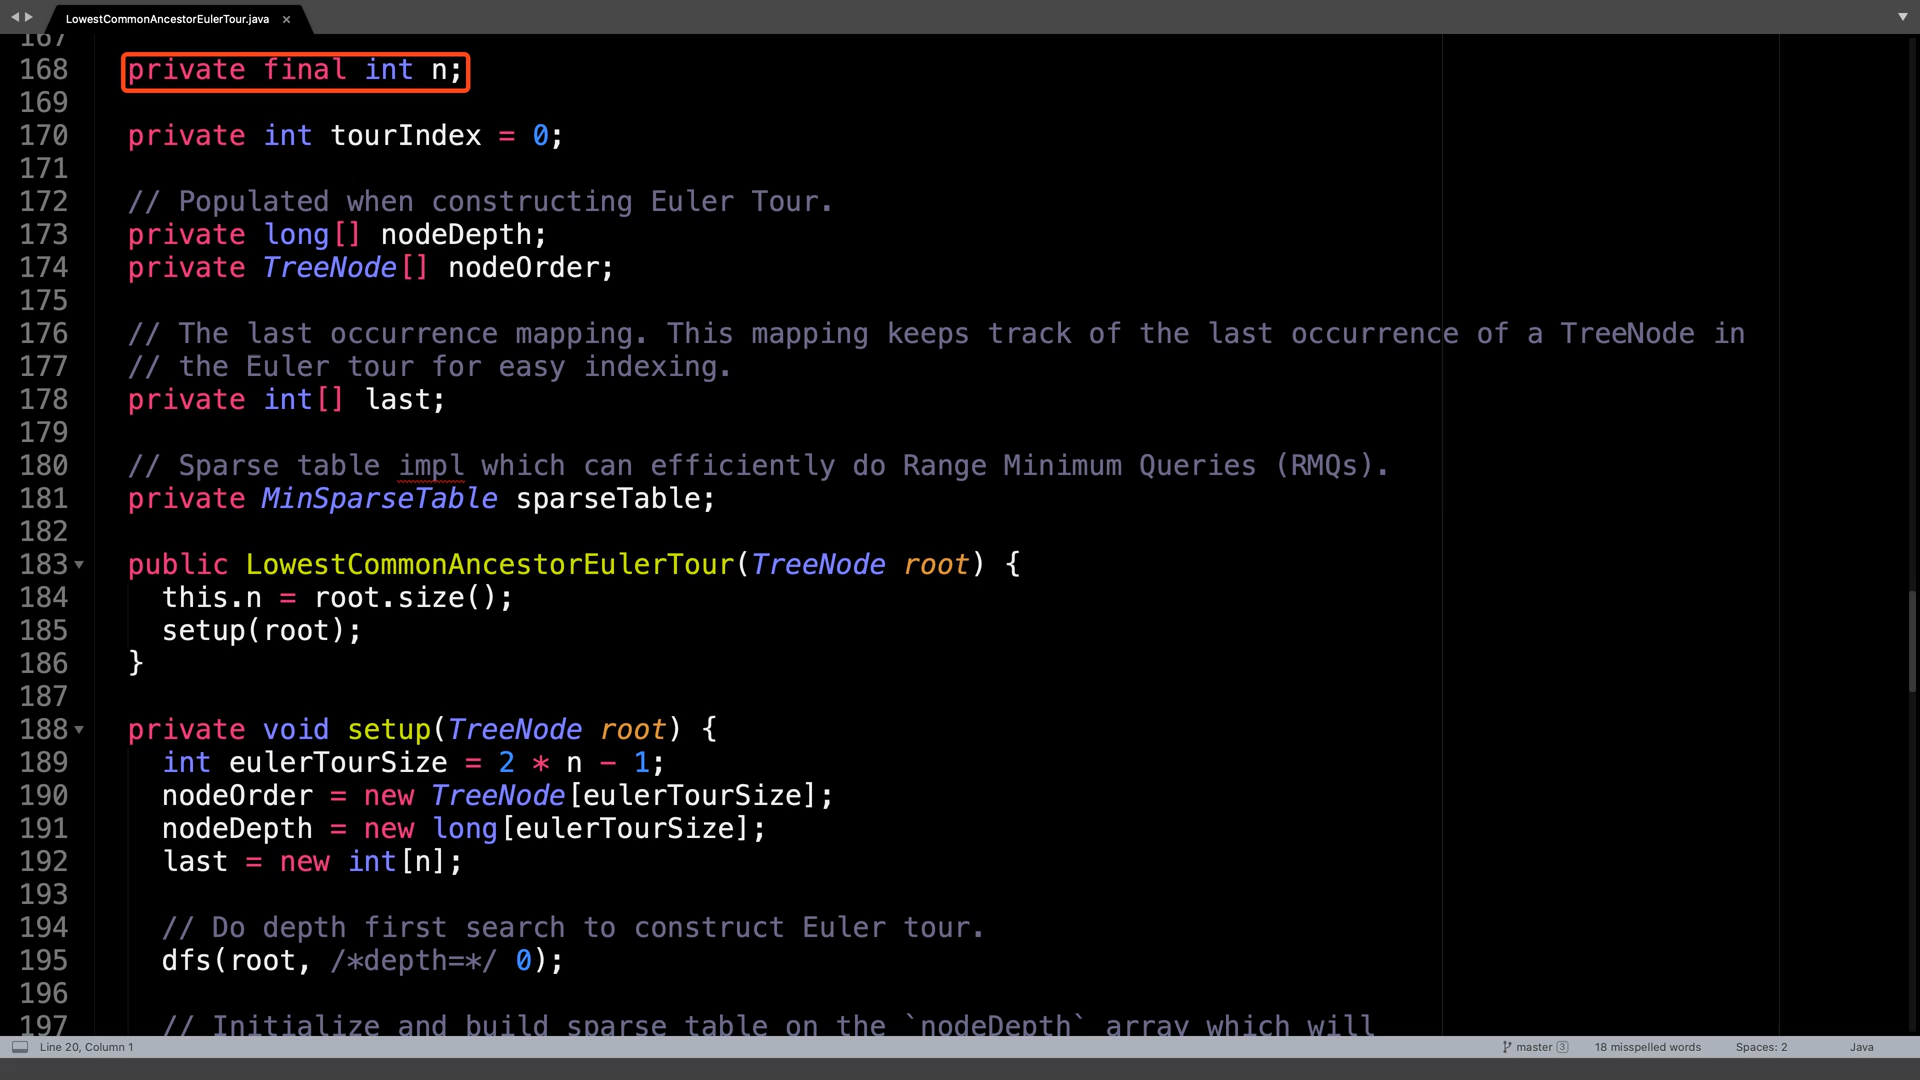 LowestCommonAncestorEulerTour.java ×
167
168 private final int n;
169
170 private int tourIndex = 0;
171
172 // Populated when constructing Euler Tour.
173 private long[] nodeDepth;
174 private TreeNode[] nodeOrder;
175
176 // The last occurrence mapping. This mapping keeps track of the last occurrence of a TreeNode in
177 // the Euler tour for easy indexing.
178 private int[] last;
179
180 // Sparse table impl which can efficiently do Range Minimum Queries (RMQs).
181 private MinSparseTable sparseTable;
182
183 public LowestCommonAncestorEulerTour(TreeNode root) {
184 this.n = root.size();
185 setup(root);
186 }
187
188 private void setup(TreeNode root) {
189 int eulerTourSize = 2 * n - 1;
190 nodeOrder = new TreeNode[eulerTourSize];
191 nodeDepth = new long[eulerTourSize];
192 last = new int[n];
193
194 // Do depth first search to construct Euler tour.
195 dfs(root, /*depth=*/ 0);
196
197 // Initialize and build sparse table on the `nodeDepth` array which will
Line 20, Column 1 master 3 18 misspelled words Spaces: 2 Java